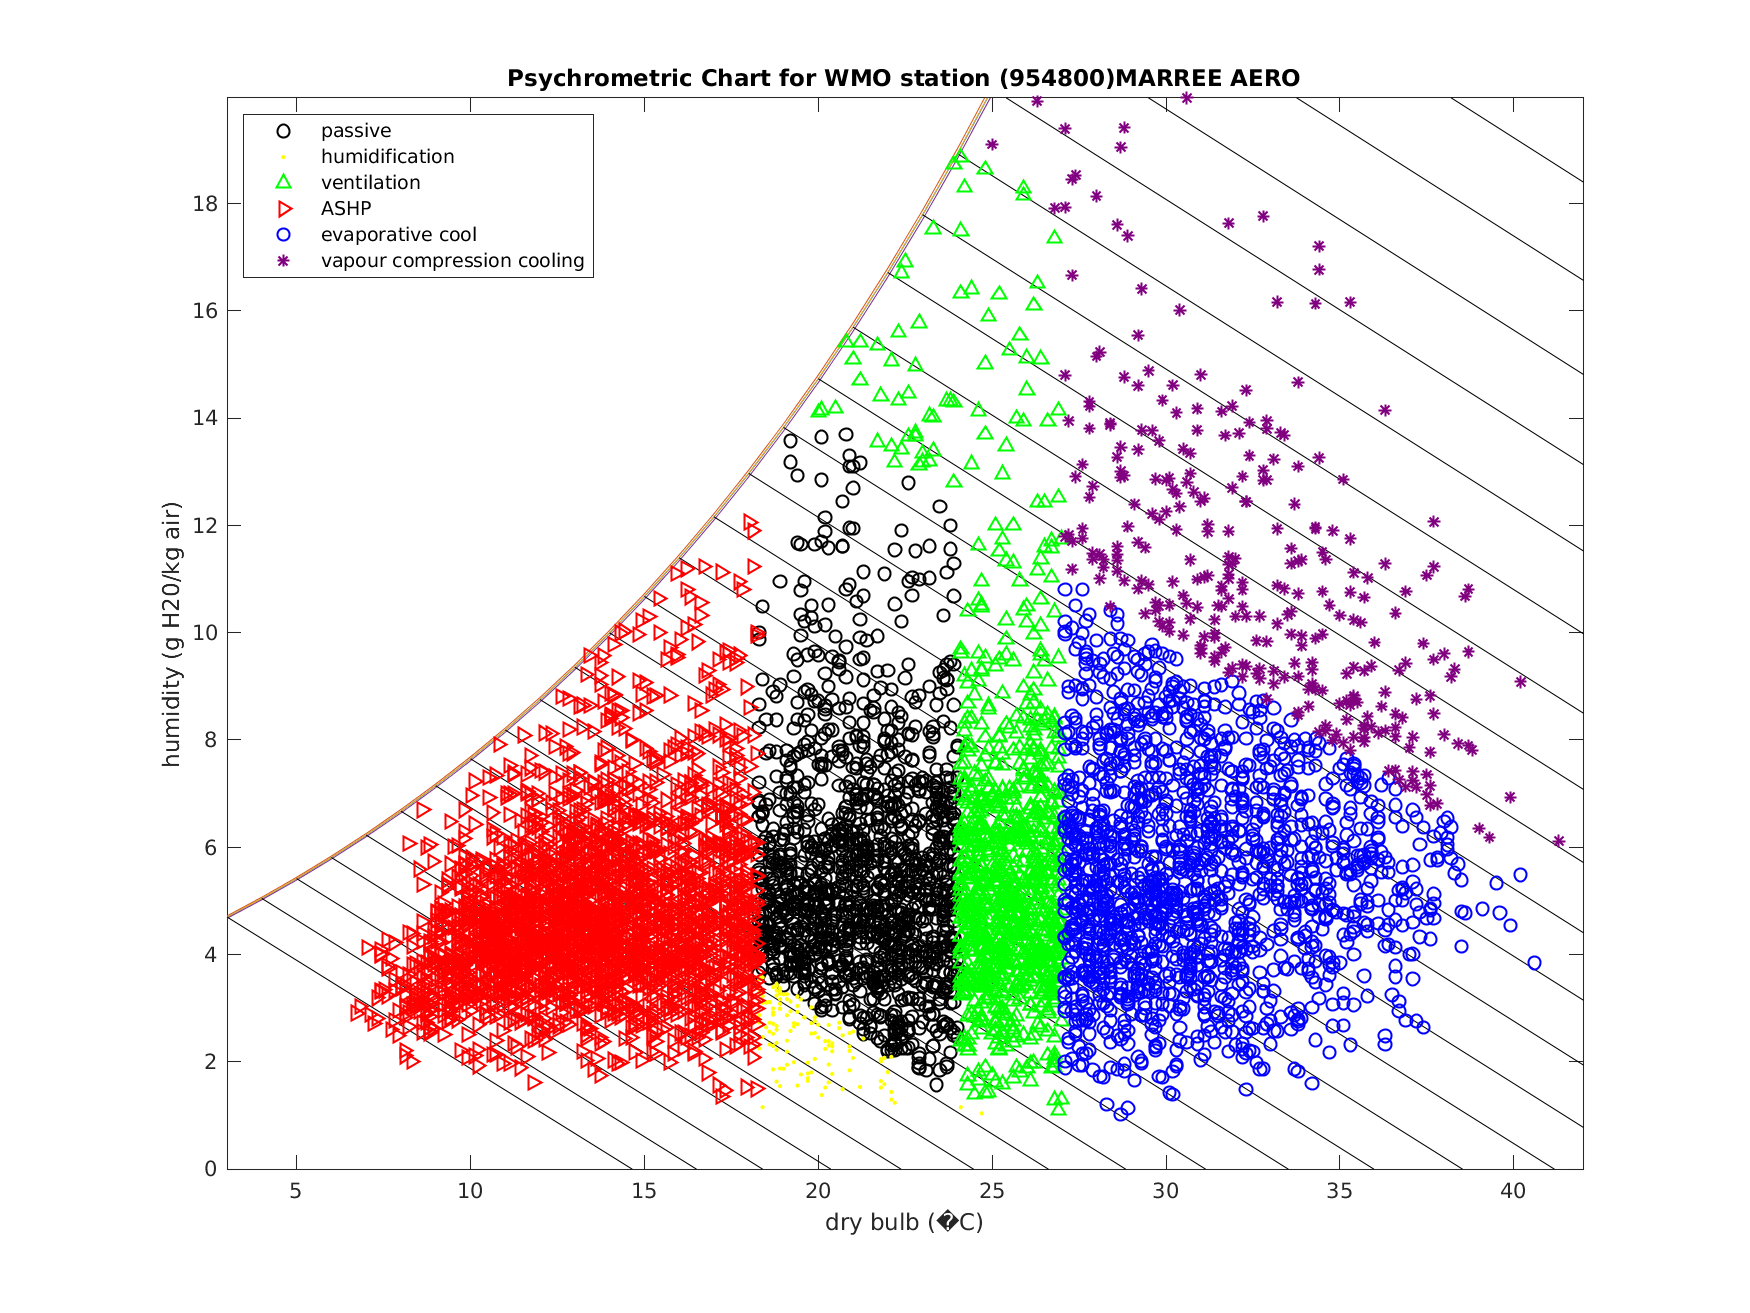 Psychrometric Chart for WMO station (954800)MARREE AERO
passive
humidification
ventilation
ASHP
evaporative cool
vapour compression cooling
humidity (g H20/kg air)
18
16
14
12
10
8
6
4
2
0
5 10 15 20 25 30 35 40
dry bulb (�C)